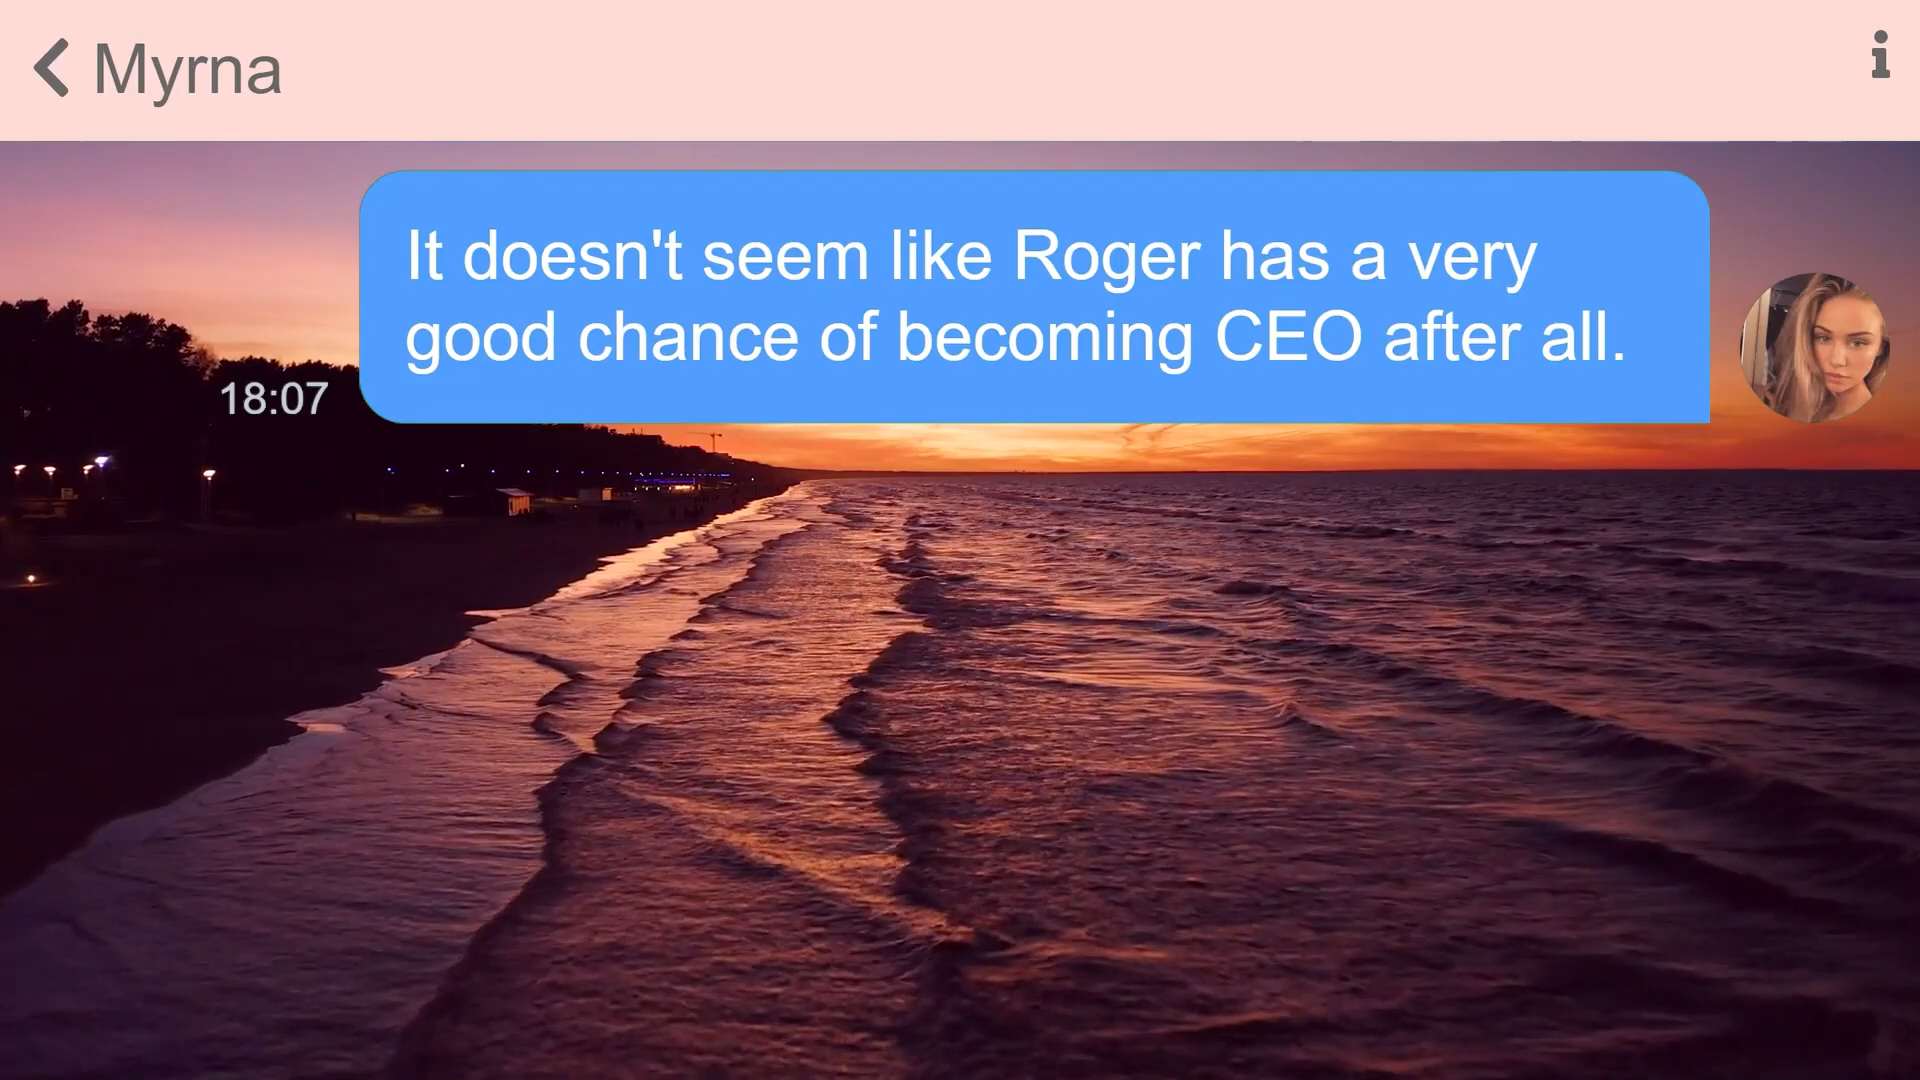 Myrna
It doesn't seem like Roger has a very
good chance of becoming CEO after all.
18:07